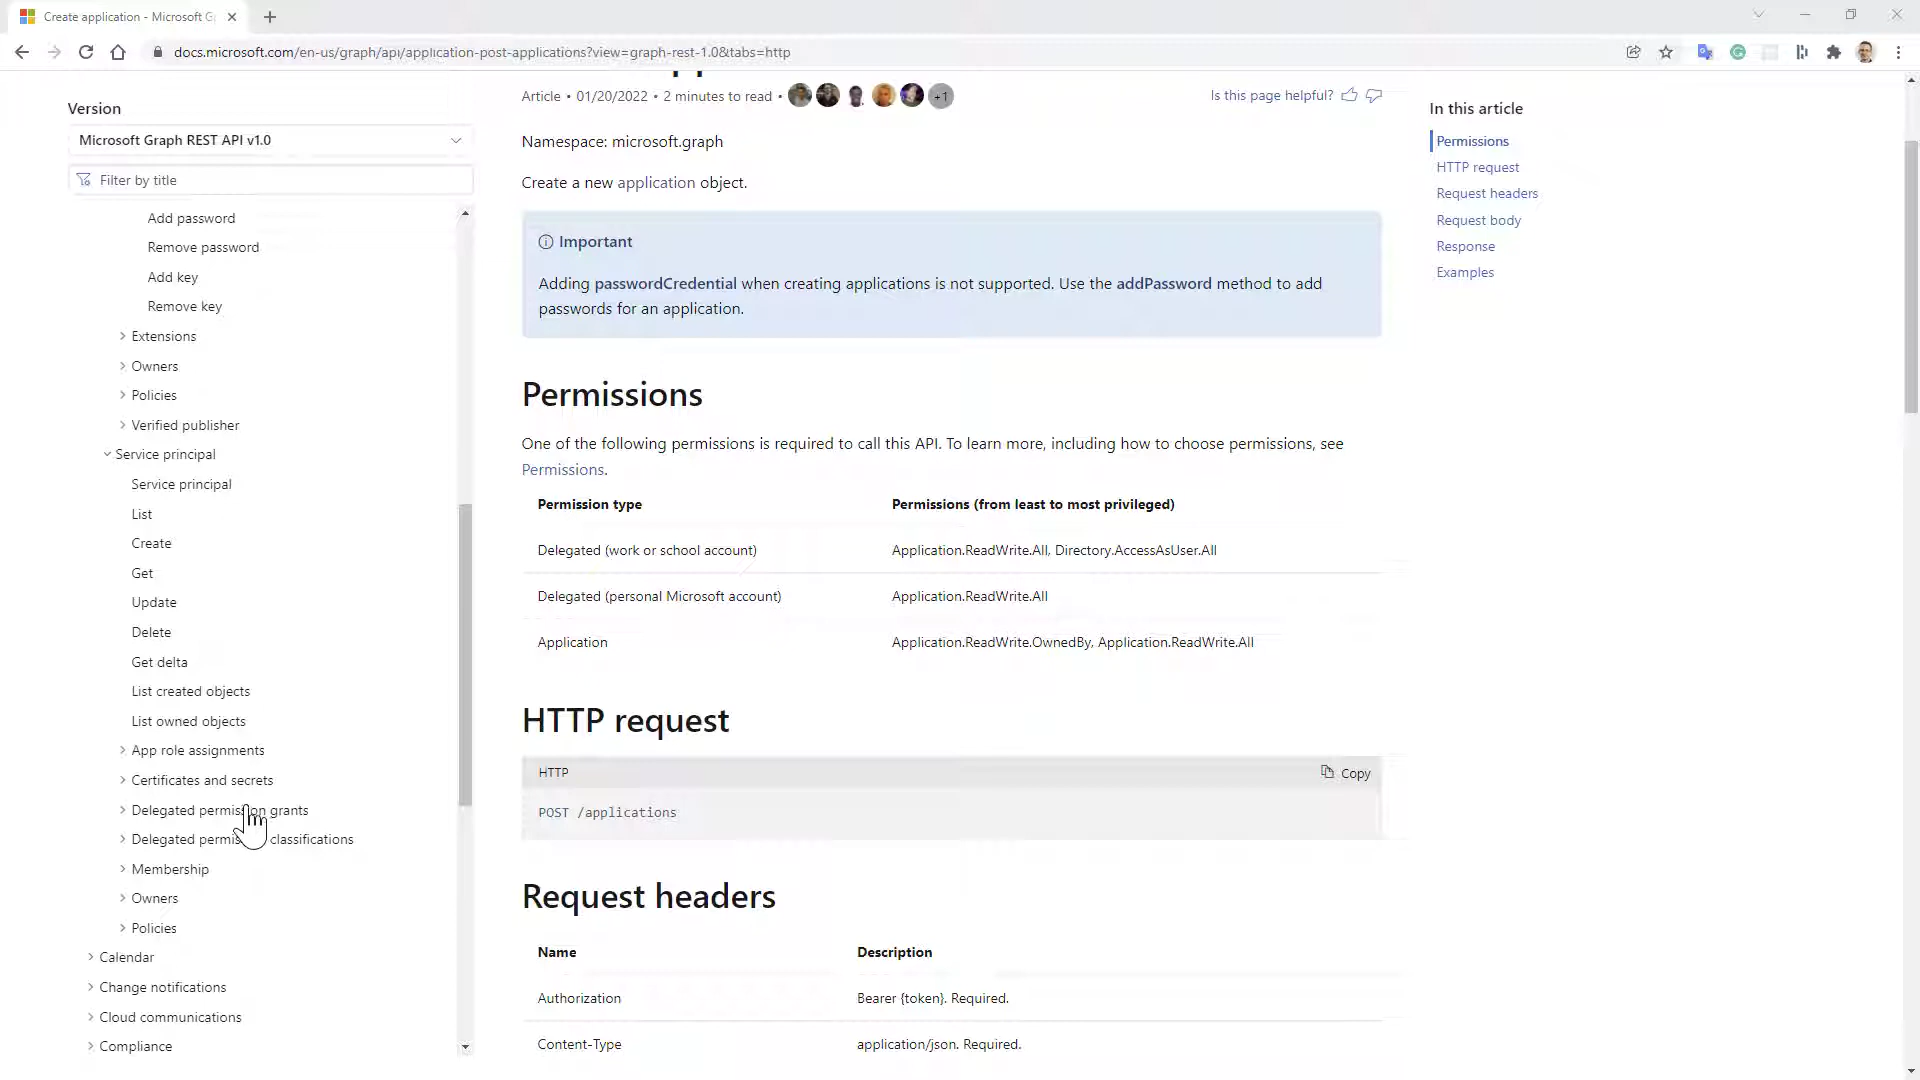 Create application - Microsoft G
docs.microsoft.com/en-us/graph/api/application-post-applications?view=graph-rest-1.0&tabs=http
Version
Microsoft Graph REST API v1.0
Filter by title
Add password
Remove password
Add key
Remove key
Extensions
Owners
Policies
Verified publisher
Service principal
Service principal
List
Create
Get
Update
Delete
Get delta
List created objects
List owned objects
App role assignments
Certificates and secrets
Delegated permission grants
Delegated permis classifications
Membership
Owners
Policies
Calendar
Change notifications
Cloud communications
Compliance
Article • 01/20/2022 • 2 minutes to read • +1
Is this page helpful?
Namespace: microsoft.graph
Create a new application object.
Important
Adding passwordCredential when creating applications is not supported. Use the addPassword method to add
passwords for an application.
Permissions
One of the following permissions is required to call this API. To learn more, including how to choose permissions, see
Permissions.
Permission type Permissions (from least to most privileged)
Delegated (work or school account) Application.ReadWrite.All, Directory.AccessAsUser.All
Delegated (personal Microsoft account) Application.ReadWrite.All
Application Application.ReadWrite.OwnedBy, Application.ReadWrite.All
HTTP request
HTTP Copy
POST /applications
Request headers
Name Description
Authorization Bearer {token}. Required.
Content-Type application/json. Required.
In this article
Permissions
HTTP request
Request headers
Request body
Response
Examples